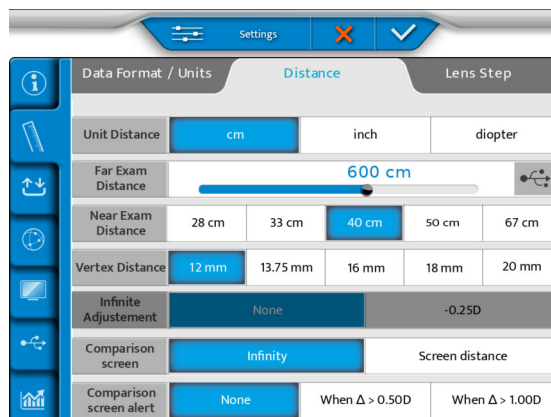 Settings
Data Format / Units Distance Lens Step
Unit Distance cm inch diopter
Far Exam
Distance
600 cm
Near Exam
Distance
28 cm 33 cm 40 cm 50 cm 67 cm
Vertex Distance 12 mm 13.75 mm 16 mm 18 mm 20 mm
Infinite
Adjustement
None -0.25D
Comparison
screen
Infinity Screen distance
Comparison
screen alert
None When Δ > 0.50D When Δ > 1.00D